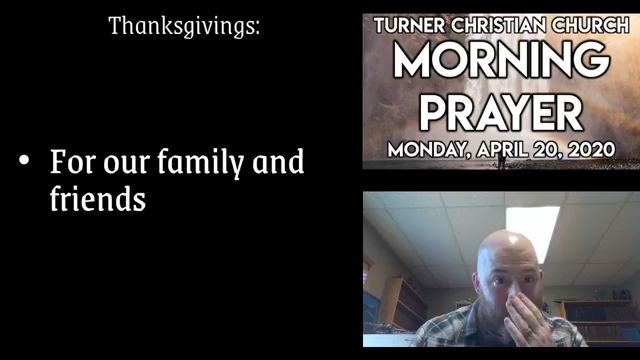 Thanksgivings:
• For our family and
friends
TURNER CHRISTIAN CHURCH
MORNING
PRAYER
MONDAY, APRIL 20, 2020